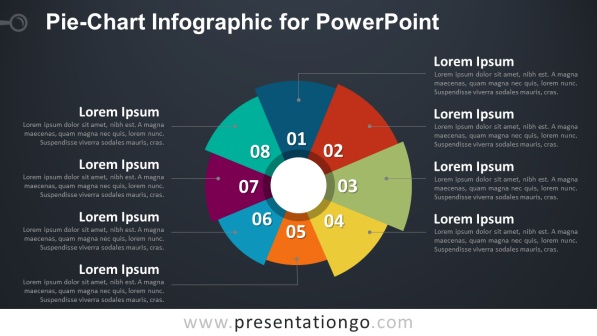 Pie-Chart Infographic for PowerPoint
Lorem Ipsum
Lorem ipsum dolor sit amet, nibh est. A magna
maecenas, quam magna nec quis, lorem nunc.
Suspendisse viverra sodales mauris, cras.
Lorem Ipsum
Lorem ipsum dolor sit amet, nibh est. A magna
maecenas, quam magna nec quis, lorem nunc.
Suspendisse viverra sodales mauris, cras.
Lorem Ipsum
Lorem ipsum dolor sit amet, nibh est. A magna
maecenas, quam magna nec quis, lorem nunc.
Suspendisse viverra sodales mauris, cras.
Lorem Ipsum
Lorem ipsum dolor sit amet, nibh est. A magna
maecenas, quam magna nec quis, lorem nunc.
Suspendisse viverra sodales mauris, cras.
01
02
03
04
05
06
07
08
Lorem Ipsum
Lorem ipsum dolor sit amet, nibh est. A magna
maecenas, quam magna nec quis, lorem nunc.
Suspendisse viverra sodales mauris, cras.
Lorem Ipsum
Lorem ipsum dolor sit amet, nibh est. A magna
maecenas, quam magna nec quis, lorem nunc.
Suspendisse viverra sodales mauris, cras.
Lorem Ipsum
Lorem ipsum dolor sit amet, nibh est. A magna
maecenas, quam magna nec quis, lorem nunc.
Suspendisse viverra sodales mauris, cras.
Lorem Ipsum
Lorem ipsum dolor sit amet, nibh est. A magna
maecenas, quam magna nec quis, lorem nunc.
Suspendisse viverra sodales mauris, cras.
www.presentationgo.com